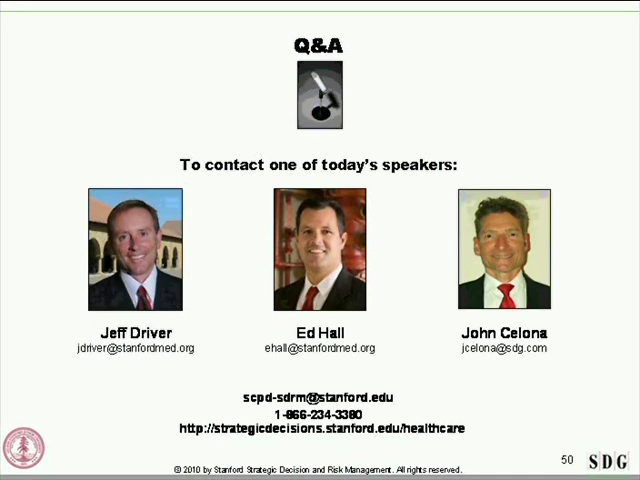 Q&A
To contact one of today's speakers:
Jeff Driver
jdriver@stanfordmed.org
Ed Hall
ehall@stanfordmed.org
John Celona
jcelona@sdg.com
scpd-sdrm@stanford.edu
1-866-234-3380
http://strategicdecisions.stanford.edu/healthcare
© 2010 by Stanford Strategic Decision and Risk Management. All rights reserved.
50
SDG